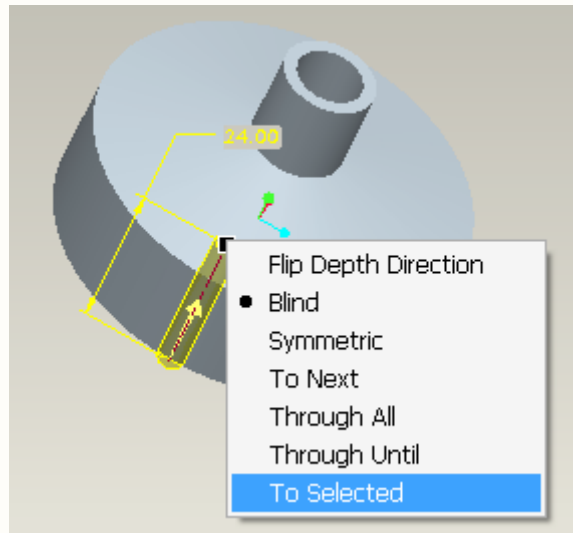 24.00
Flip Depth Direction
Blind
Symmetric
To Next
Through All
Through Until
To Selected